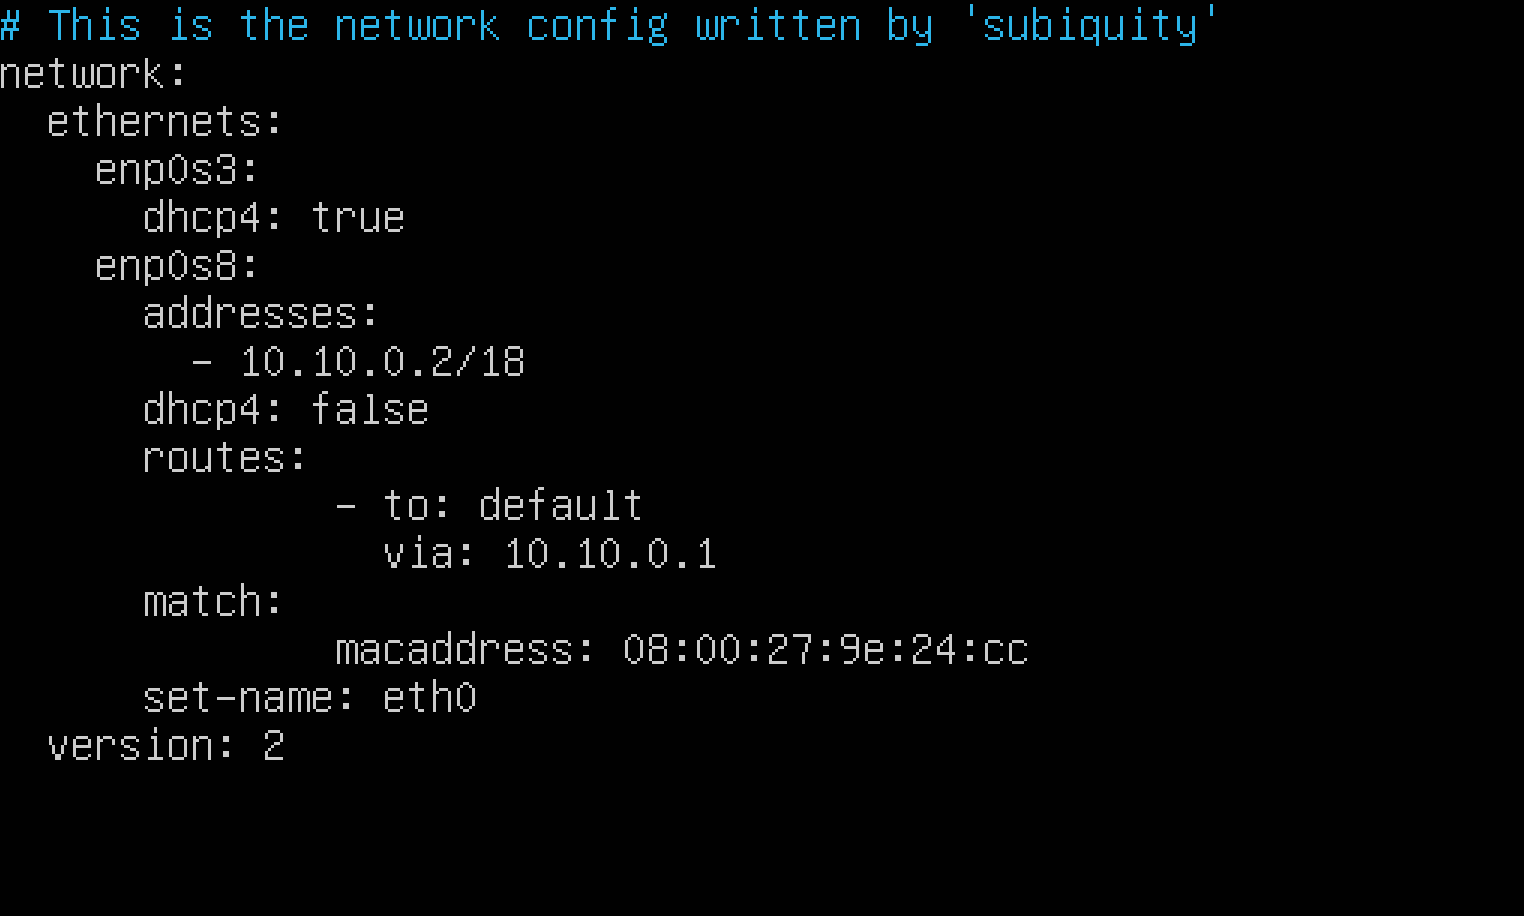 # This is the network config written by 'subiquity'
network:
  ethernets:
    enp0s3:
      dhcp4: true
    enp0s8:
      addresses:
        - 10.10.0.2/18
      dhcp4: false
      routes:
              - to: default
                via: 10.10.0.1
      match:
              macaddress: 08:00:27:9e:24:cc
      set-name: eth0
  version: 2